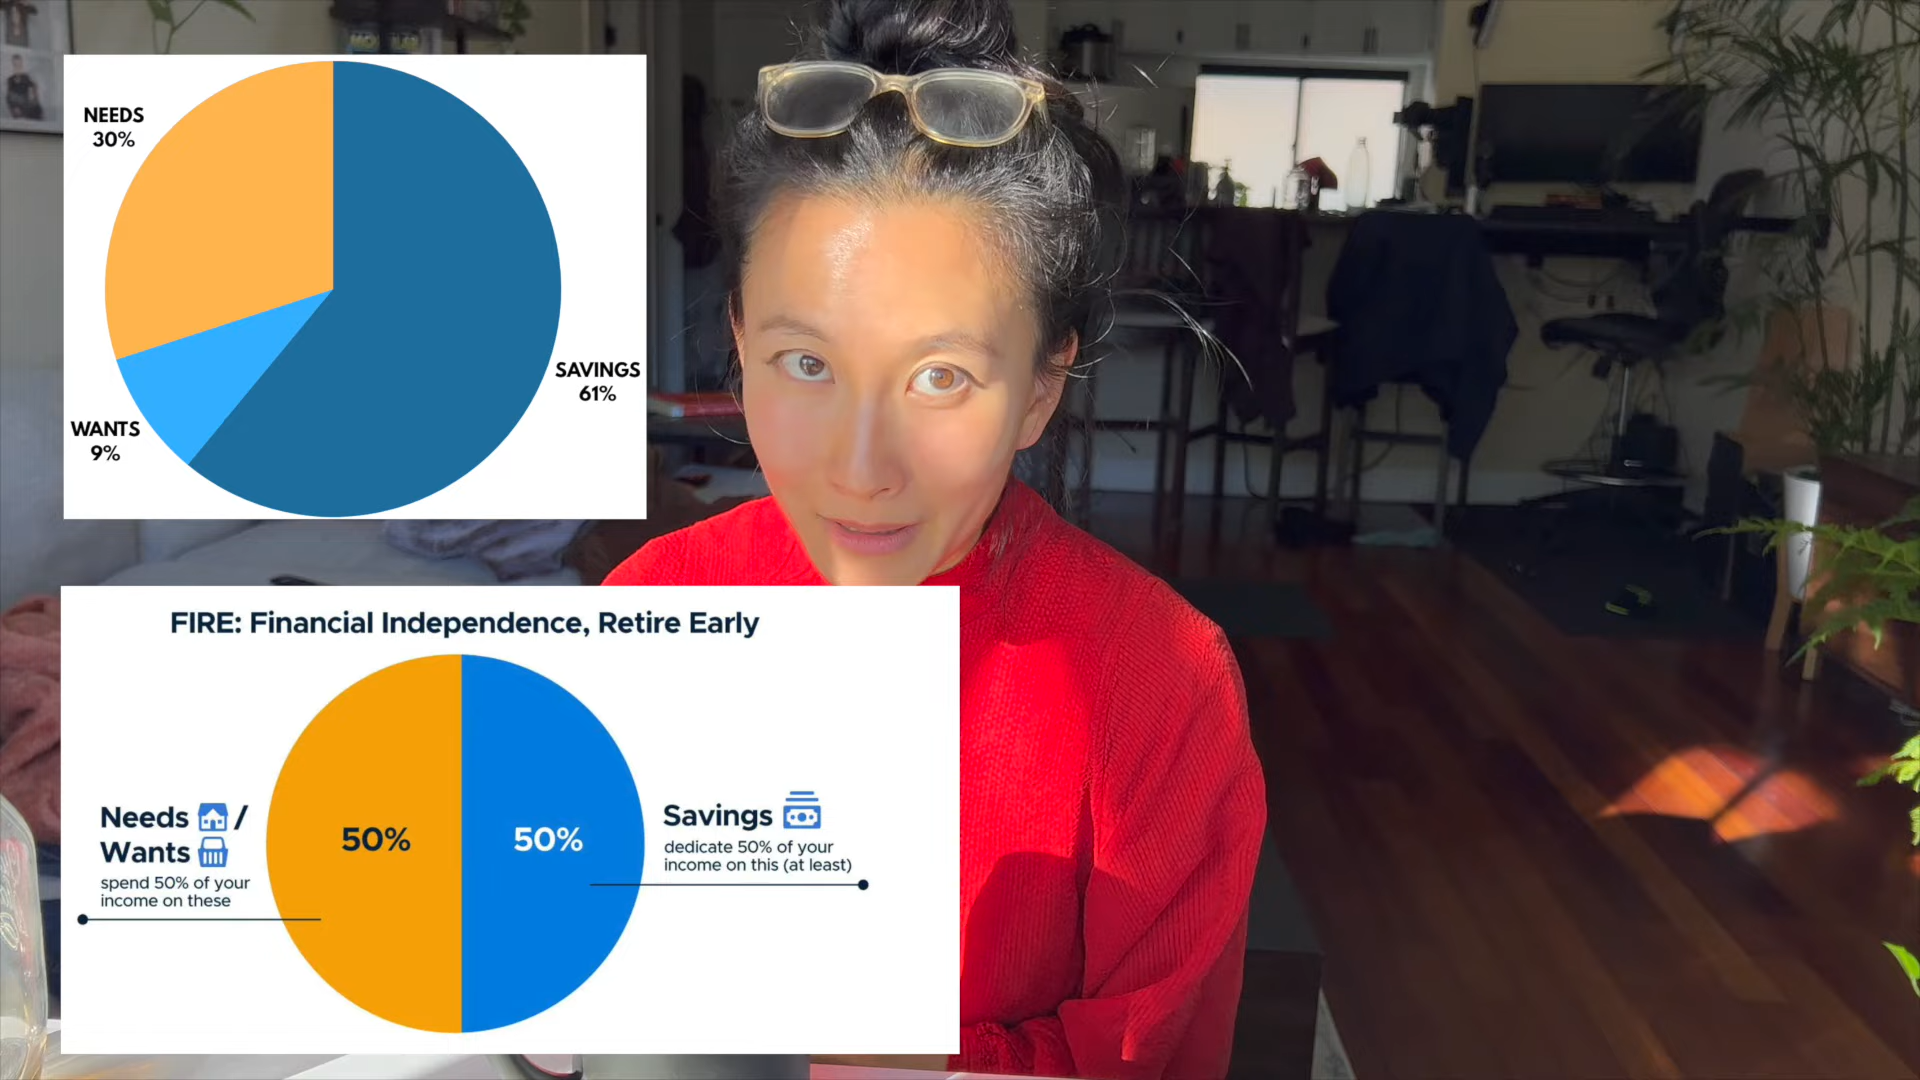 NEEDS
30%
SAVINGS
61%
WANTS
9%
FIRE: Financial Independence, Retire Early
Needs /
Wants
spend 50% of your
income on these
50%
50%
Savings
dedicate 50% of your
income on this (at least)